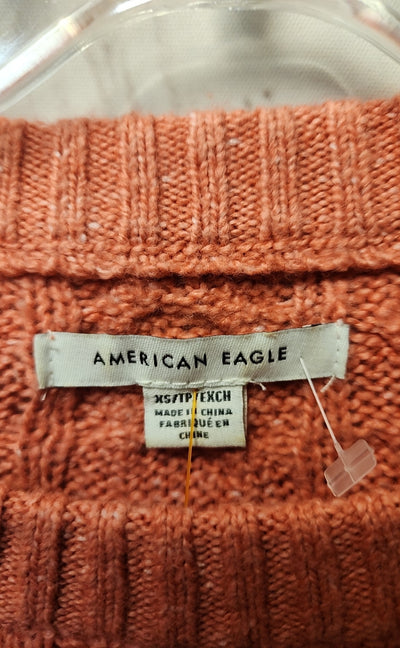 AMERICAN EAGLE
XS/TP/EXCH
MADE IN CHINA
FABRIQUÉ EN
CHINE